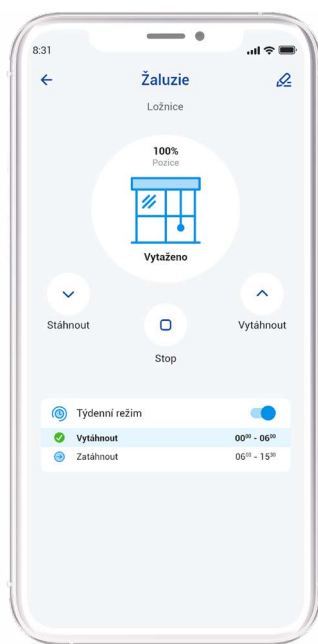 8:31
Žaluzie
Ložnice
100%
Pozice
Vytaženo
Stáhnout
Vytáhnout
Stop
Týdenní režim
Vytáhnout 00⁰⁰ - 06⁰⁰
Zatáhnout 06⁰⁰ - 15³⁰